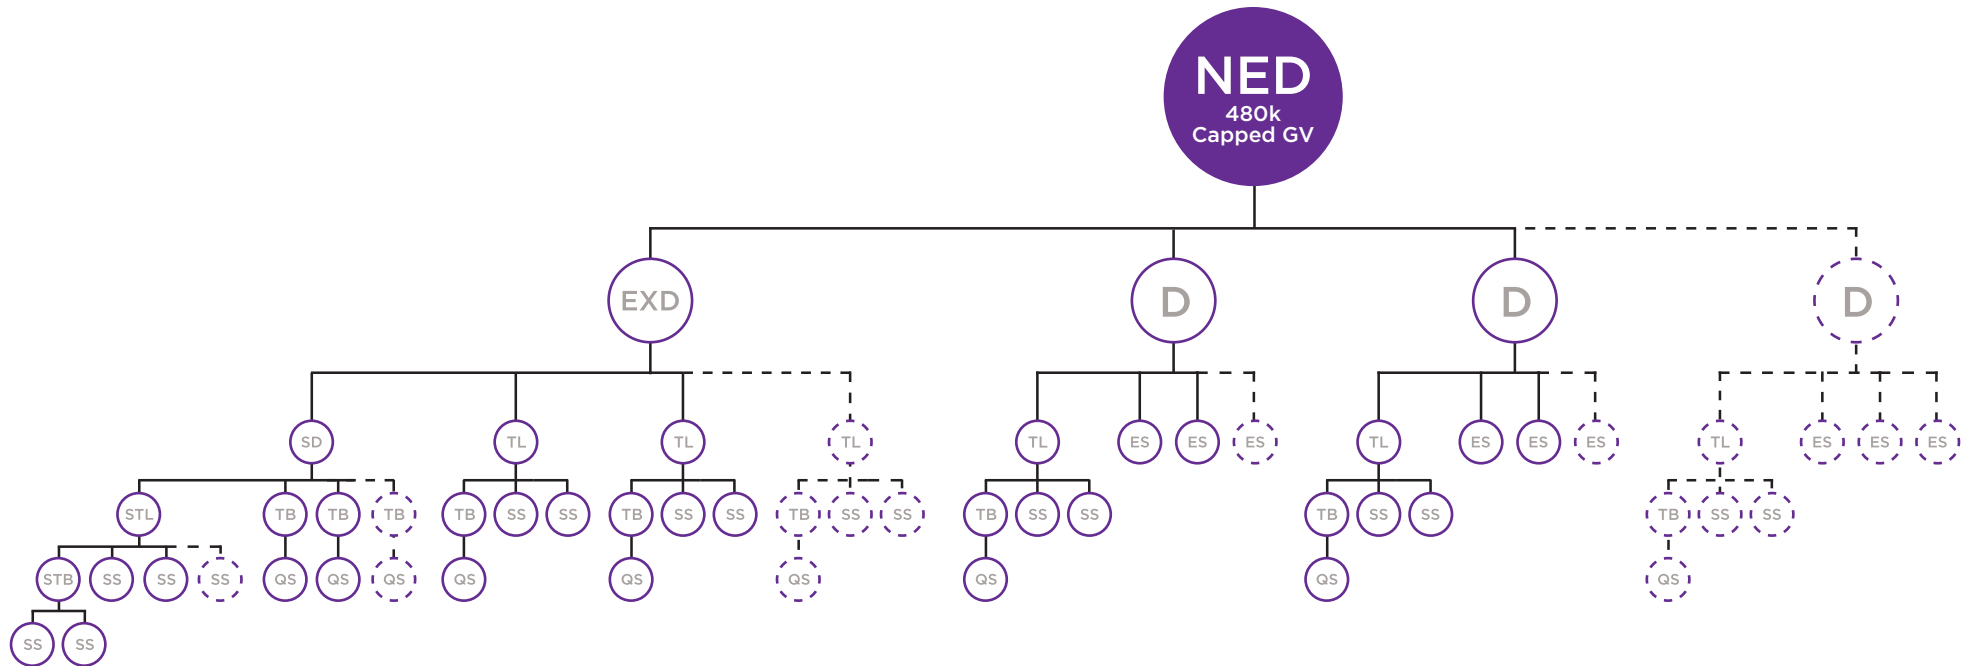 NED
480k
Capped GV
EXD D D D
SD TL TL TL TL ES ES ES TL ES ES ES TL ES ES ES
STL TB TB TB TB SS SS TB SS SS TB SS SS TB SS SS TB SS SS TB SS SS
STB SS SS SS QS QS QS QS QS QS QS QS QS
SS SS